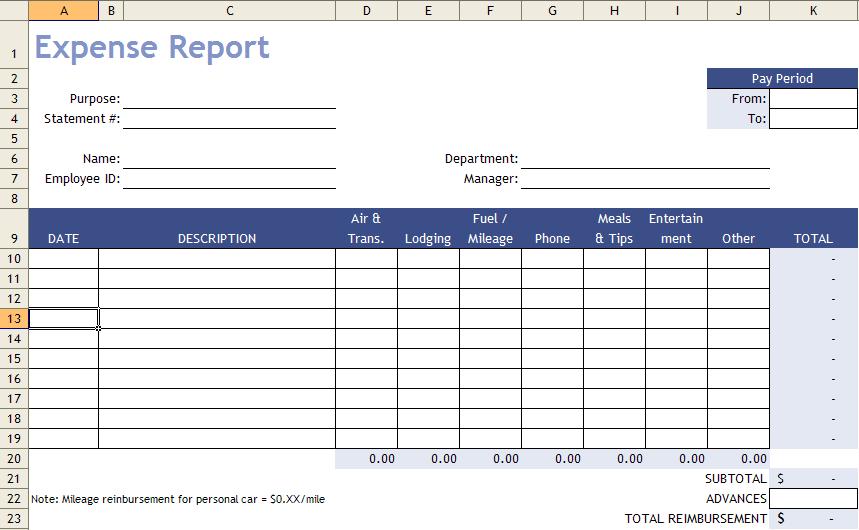 A B C D E F G H I J K
1 Expense Report
2 Pay Period
3 Purpose: From:
4 Statement #: To:
5
6 Name: Department:
7 Employee ID: Manager:
8
Air & Fuel / Meals Entertain
9 DATE DESCRIPTION Trans. Lodging Mileage Phone & Tips ment Other TOTAL
10 -
11 -
12 -
13 -
14 -
15 -
16 -
17 -
18 -
19 -
20 0.00 0.00 0.00 0.00 0.00 0.00 0.00
21 SUBTOTAL $ -
22 Note: Mileage reimbursement for personal car = $0.XX/mile ADVANCES
23 TOTAL REIMBURSEMENT $ -